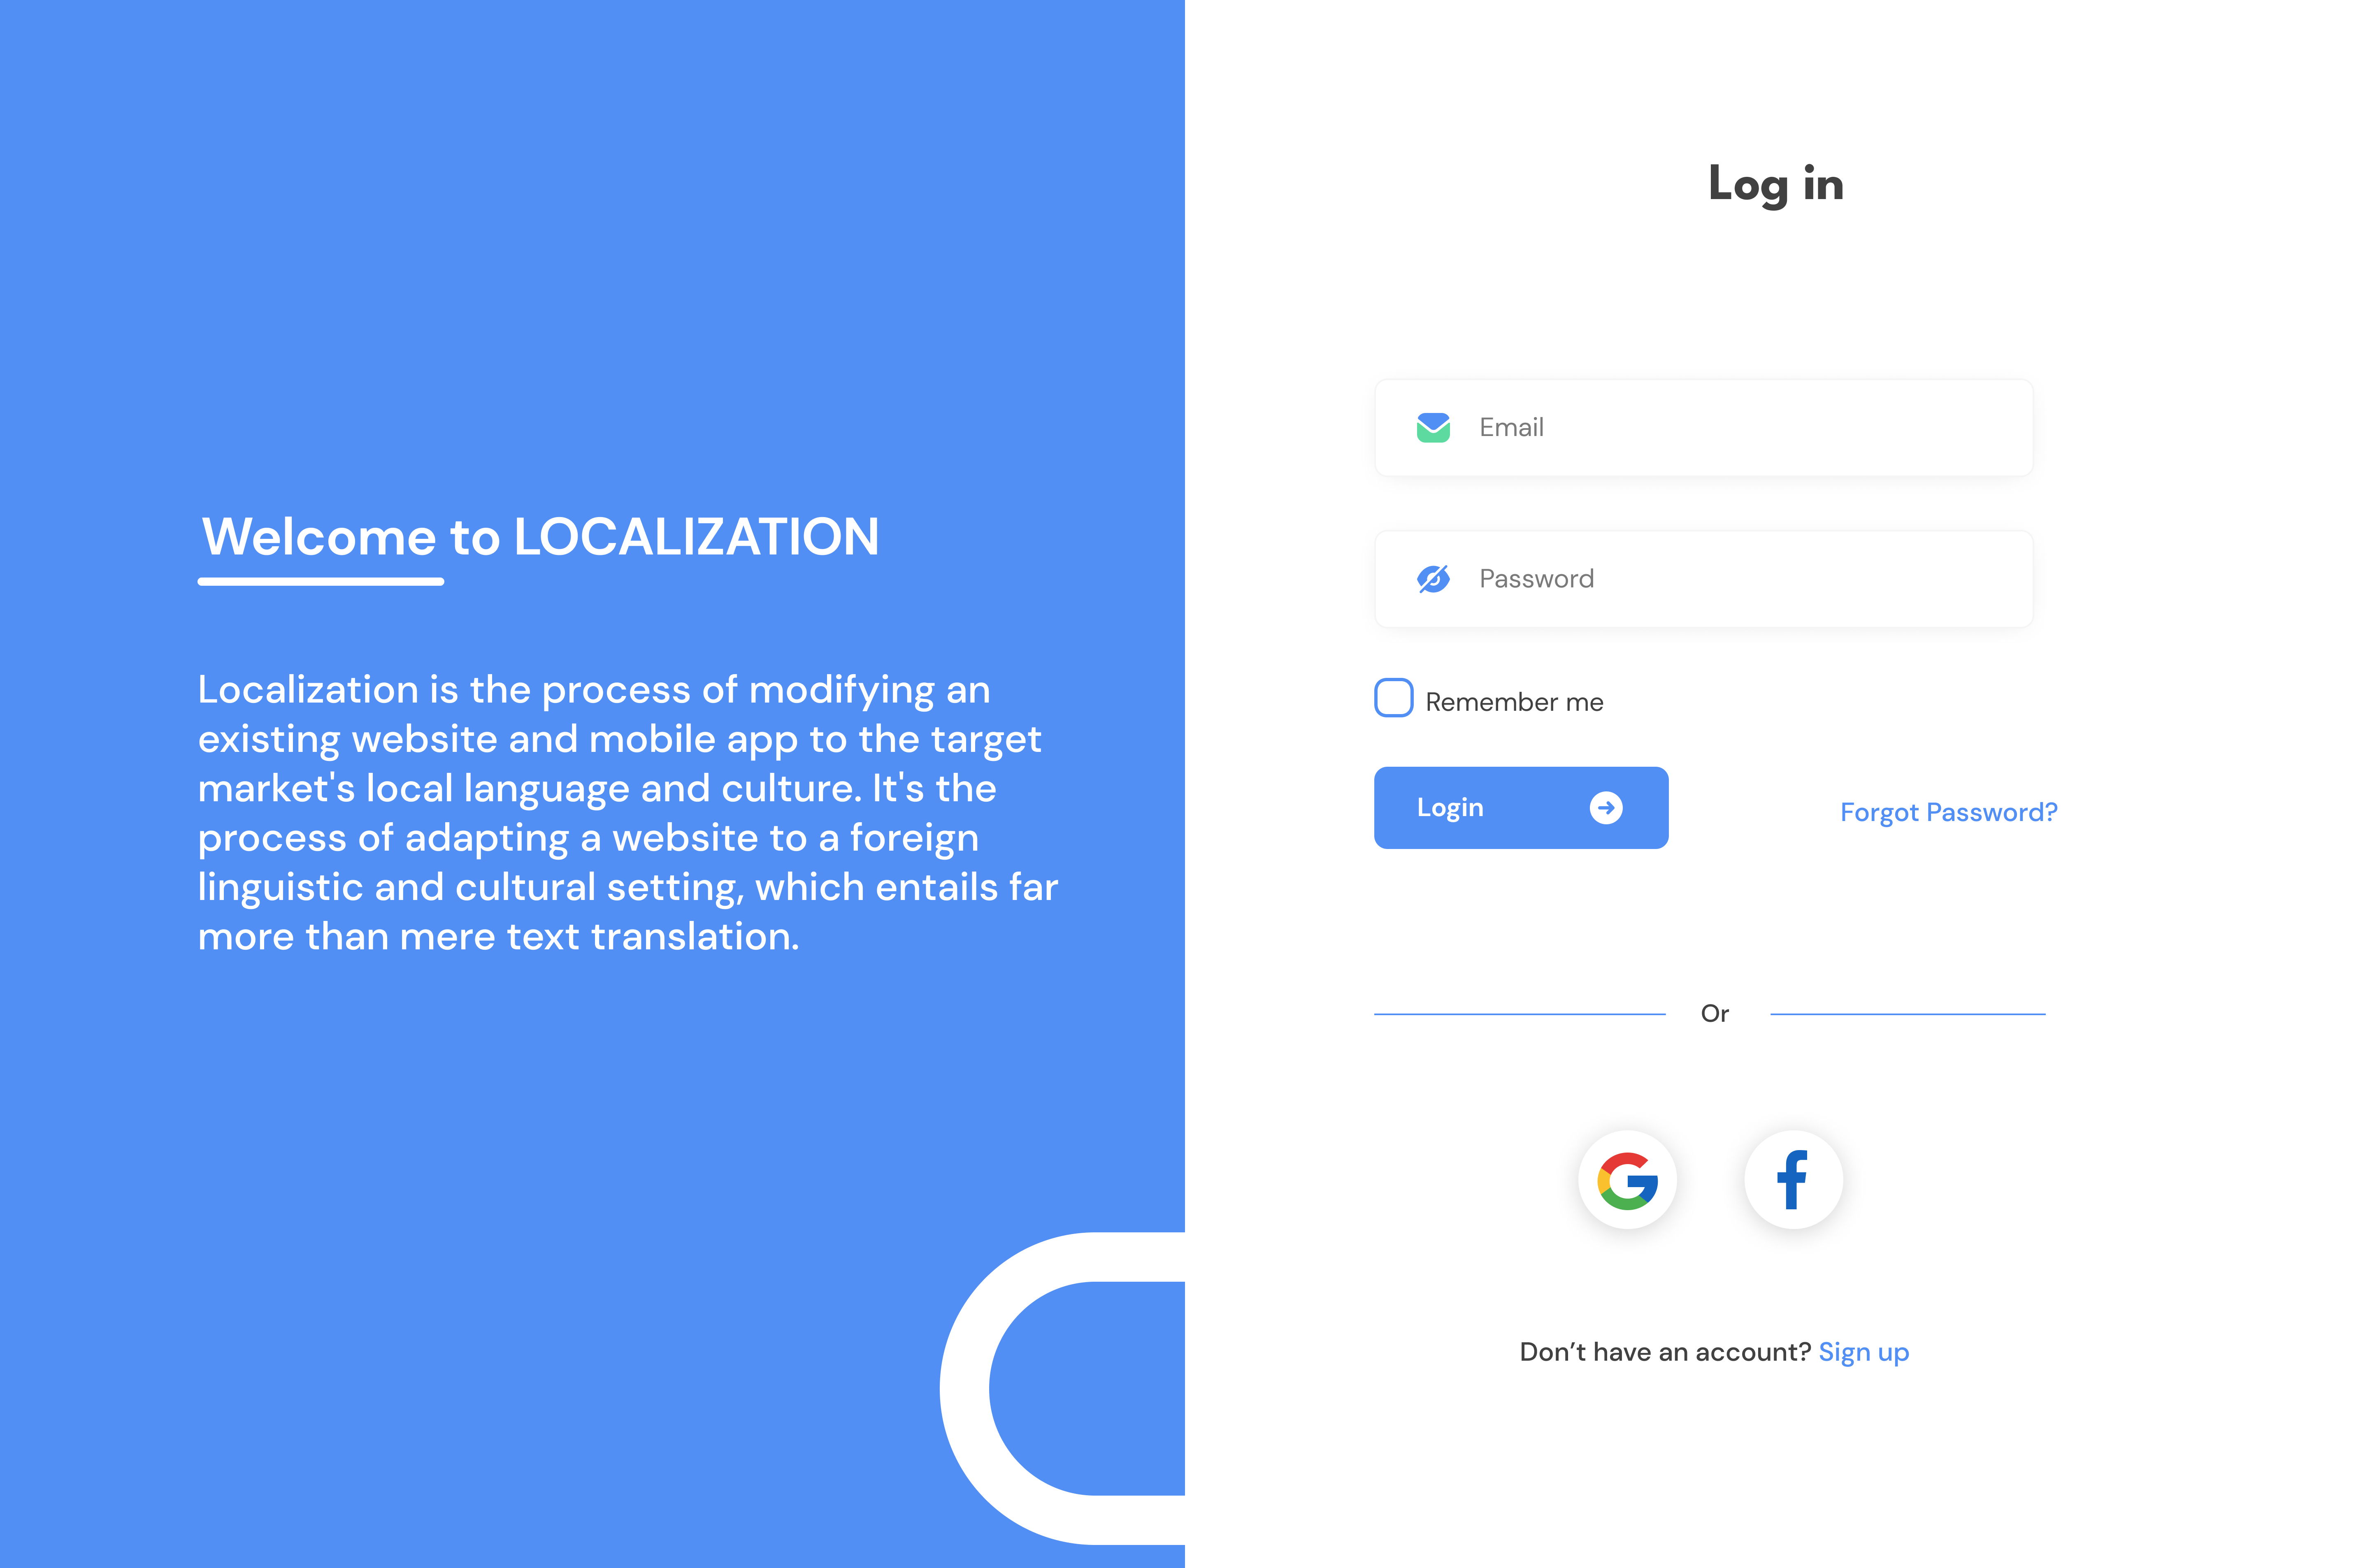 Welcome to LOCALIZATION
Localization is the process of modifying an
existing website and mobile app to the target
market's local language and culture. It's the
process of adapting a website to a foreign
linguistic and cultural setting, which entails far
more than mere text translation.
Log in
Email
Password
Remember me
Login
Forgot Password?
Or
Don’t have an account? Sign up